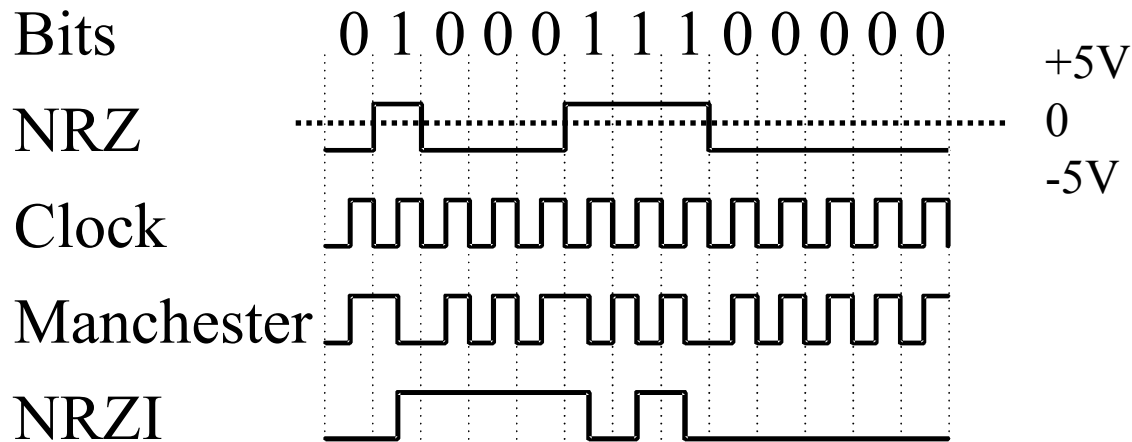 Bits 0 1 0 0 0 1 1 1 0 0 0 0 0
+5V
NRZ 0
-5V
Clock
Manchester
NRZI